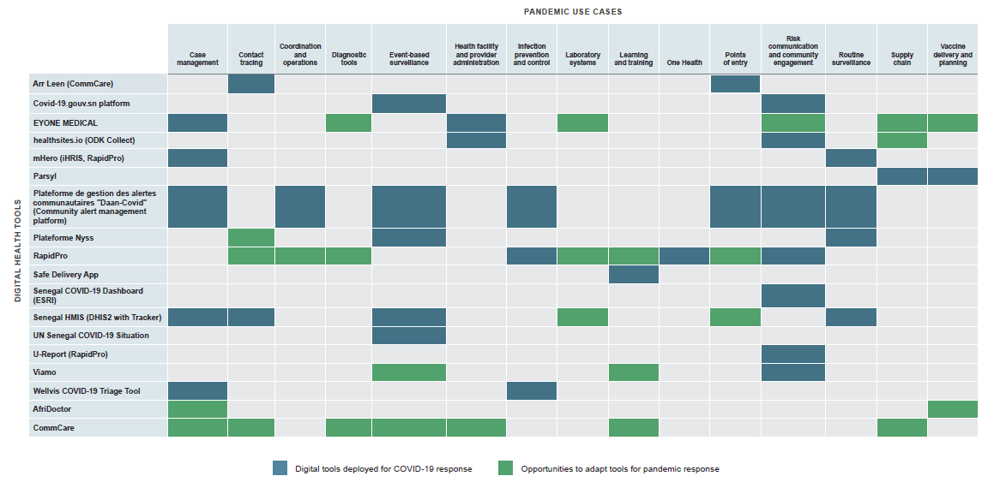 PANDEMIC USE CASES
Case
management
Contact
tracing
Coordination
and
operations
Diagnostic
tools
Event-based
surveillance
Health facility
and provider
administration
Infection
prevention
and control
Laboratory
systems
Learning
and training
One Health
Points
of entry
Risk
communication
and community
engagement
Routine
surveillance
Supply
chain
Vaccine
delivery and
planning
DIGITAL HEALTH TOOLS
Arr Leen (CommCare)
Covid-19.gouv.sn platform
EYONE MEDICAL
healthsites.io (ODK Collect)
mHero (iHRIS, RapidPro)
Parsyl
Plateforme de gestion des alertes
communautaires "Daan-Covid"
(Community alert management
platform)
Plateforme Nyss
RapidPro
Safe Delivery App
Senegal COVID-19 Dashboard
(ESRI)
Senegal HMIS (DHIS2 with Tracker)
UN Senegal COVID-19 Situation
U-Report (RapidPro)
Viamo
Wellvis COVID-19 Triage Tool
AfriDoctor
CommCare
Digital tools deployed for COVID-19 response
Opportunities to adapt tools for pandemic response